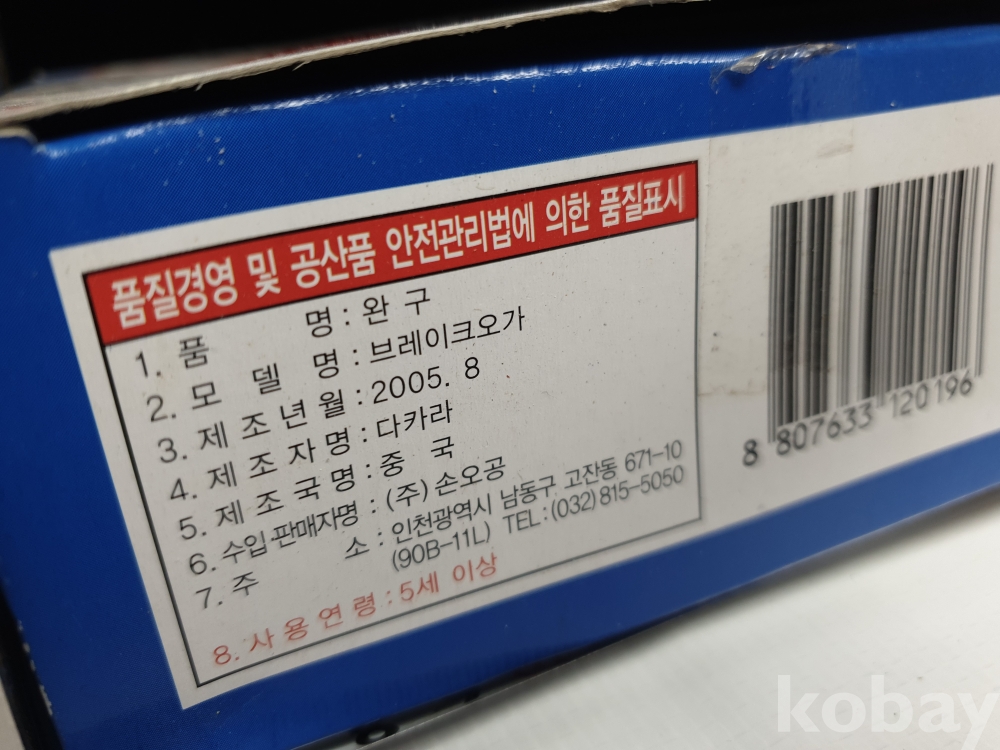 품질경영 및 공산품 안전관리법에 의한 품질표시
1. 품 명 : 완 구
2. 모 델 명 : 브레이크오가
3. 제 조 년 월 : 2005. 8
4. 제 조 자 명 : 다카라
5. 제 조 국 명 : 중 국
6. 수입·판매자명 : (주) 손오공
7. 주 소 : 인천광역시 남동구 고잔동 671-10
(90B-11L) TEL : (032) 815-5050
8. 사 용 연 령 : 5세 이상
8 807633 120196
kobay